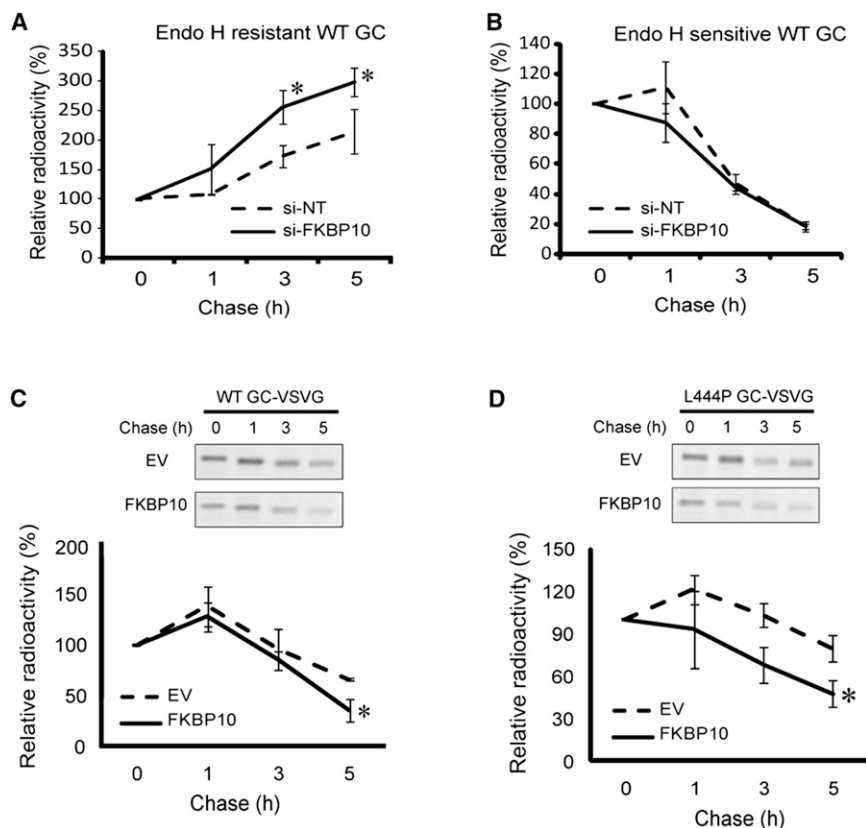 A
Endo H resistant WT GC
Relative radioactivity (%)
350
300
250
200
150
100
50
0
*
*
si-NT
si-FKBP10
0 1 3 5
Chase (h)
B
Endo H sensitive WT GC
Relative radioactivity (%)
140
120
100
80
60
40
20
0
si-NT
si-FKBP10
0 1 3 5
Chase (h)
C
WT GC-VSVG
Chase (h) 0 1 3 5
EV
FKBP10
Relative radioactivity (%)
200
150
100
50
0
*
EV
FKBP10
0 1 3 5
Chase (h)
D
L444P GC-VSVG
Chase (h) 0 1 3 5
EV
FKBP10
Relative radioactivity (%)
150
120
90
60
30
0
*
EV
FKBP10
0 1 3 5
Chase (h)